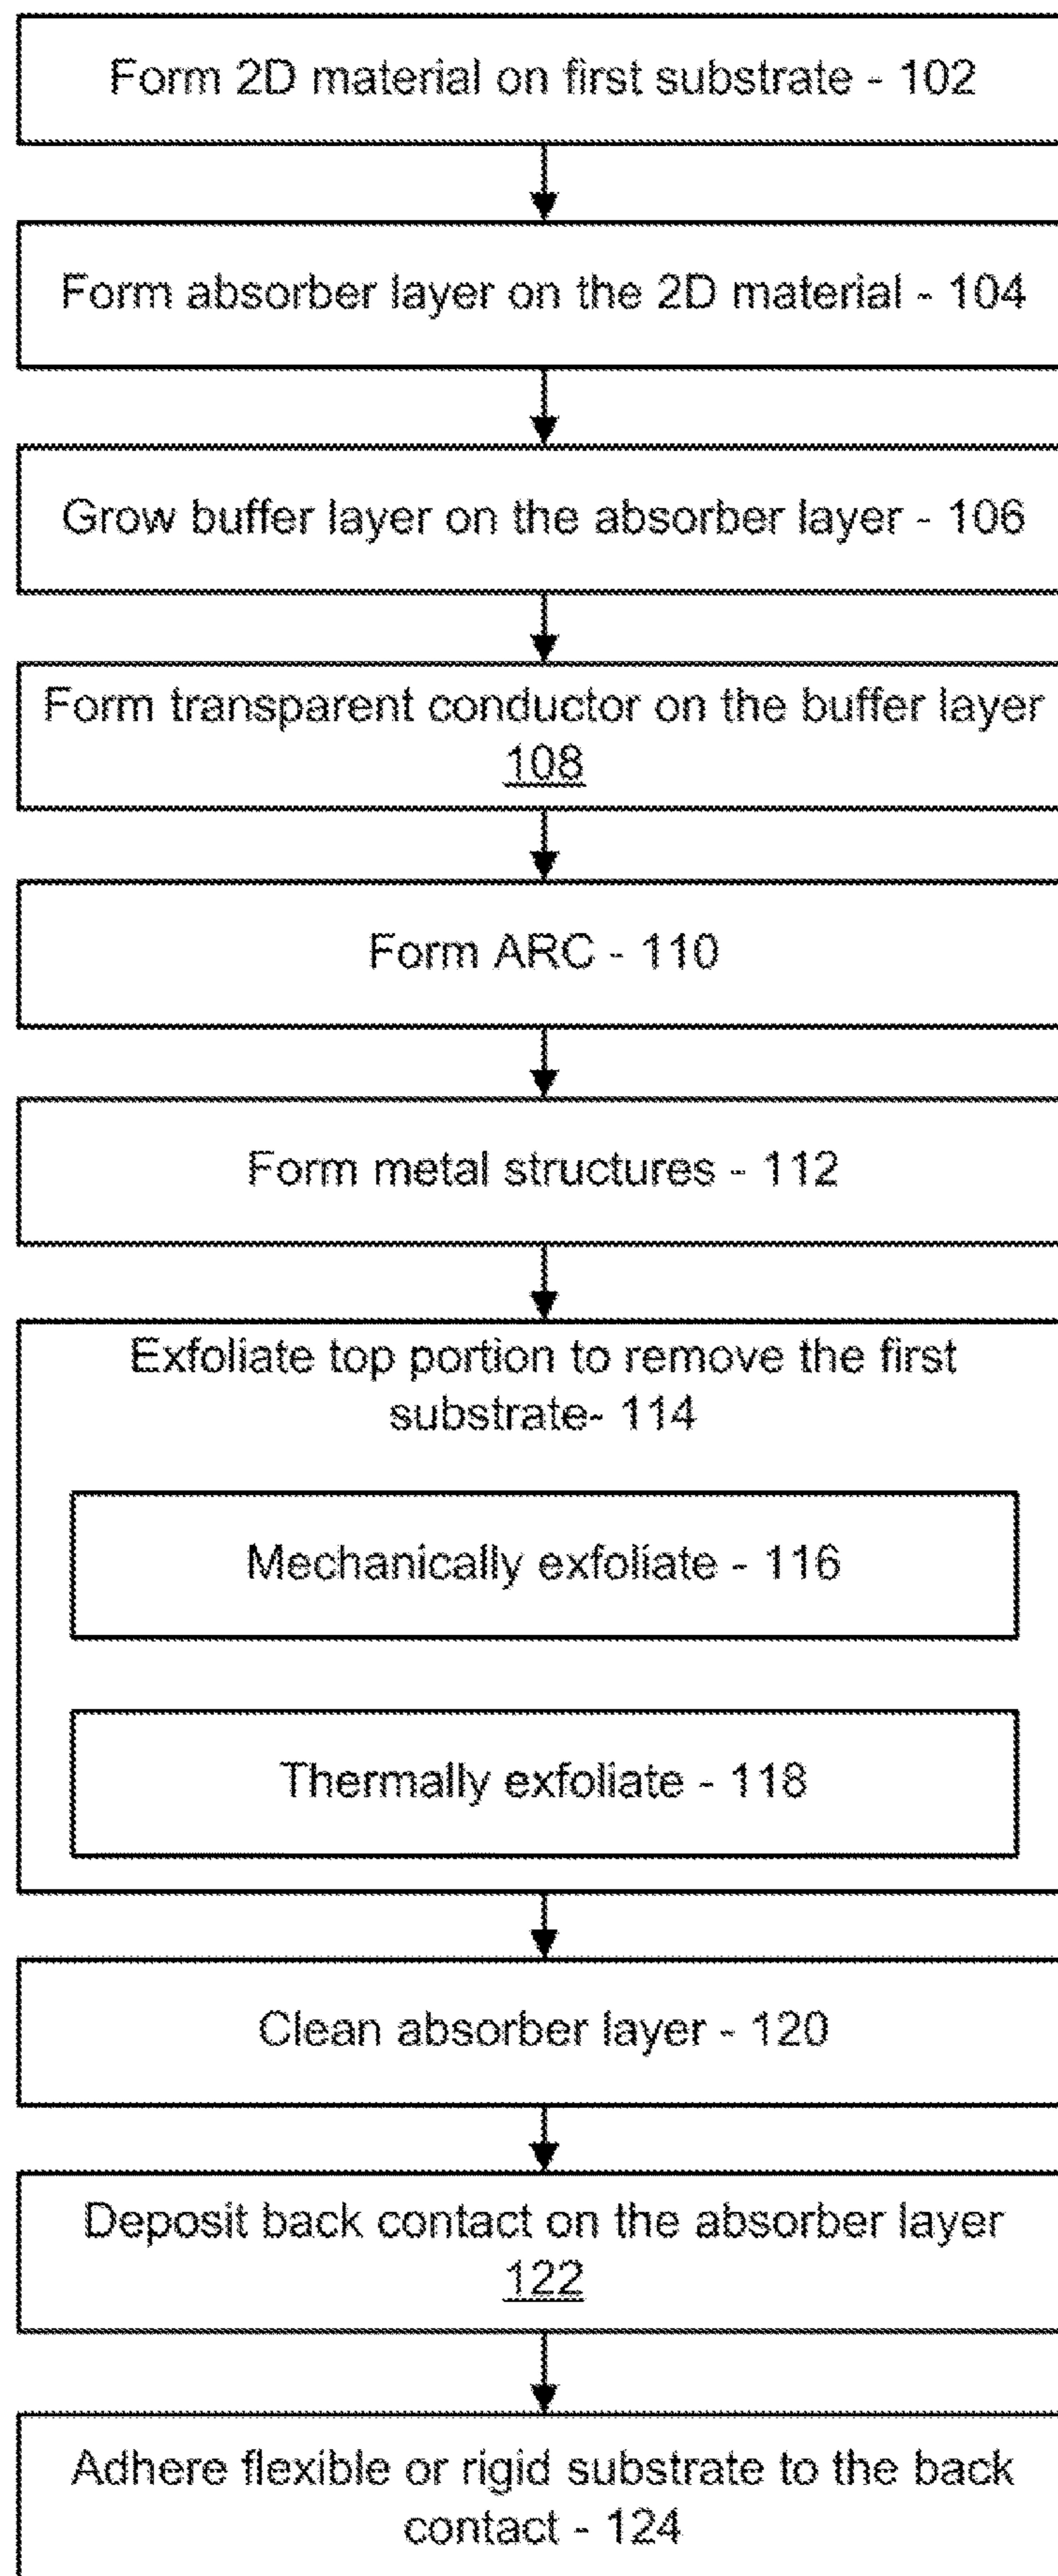 Form 2D material on first substrate - 102
Form absorber layer on the 2D material - 104
Grow buffer layer on the absorber layer - 106
Form transparent conductor on the buffer layer
108
Form ARC - 110
Form metal structures - 112
Exfoliate top portion to remove the first
substrate- 114
Mechanically exfoliate - 116
Thermally exfoliate - 118
Clean absorber layer - 120
Deposit back contact on the absorber layer
122
Adhere flexible or rigid substrate to the back
contact - 124